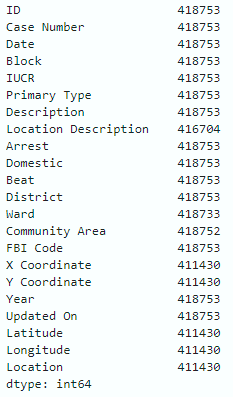 ID 418753
Case Number 418753
Date 418753
Block 418753
IUCR 418753
Primary Type 418753
Description 418753
Location Description 416704
Arrest 418753
Domestic 418753
Beat 418753
District 418753
Ward 418733
Community Area 418752
FBI Code 418753
X Coordinate 411430
Y Coordinate 411430
Year 418753
Updated On 418753
Latitude 411430
Longitude 411430
Location 411430
dtype: int64